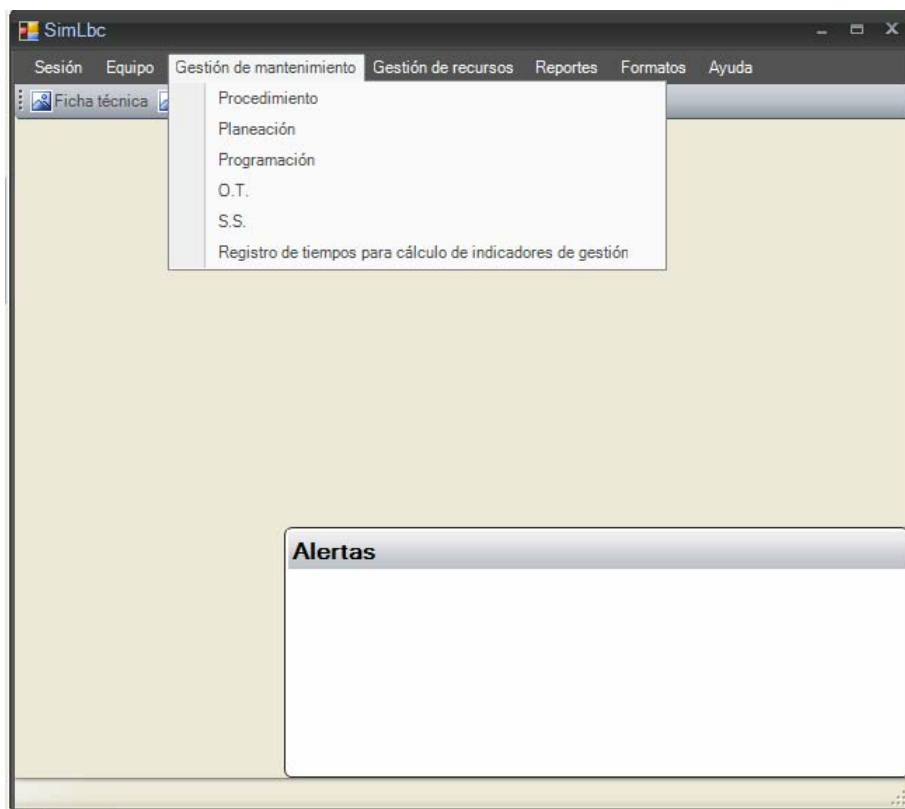 SimLbc
Sesión Equipo Gestión de mantenimiento Gestión de recursos Reportes Formatos Ayuda
Ficha técnica
Procedimiento
Planeación
Programación
O.T.
S.S.
Registro de tiempos para cálculo de indicadores de gestión
Alertas